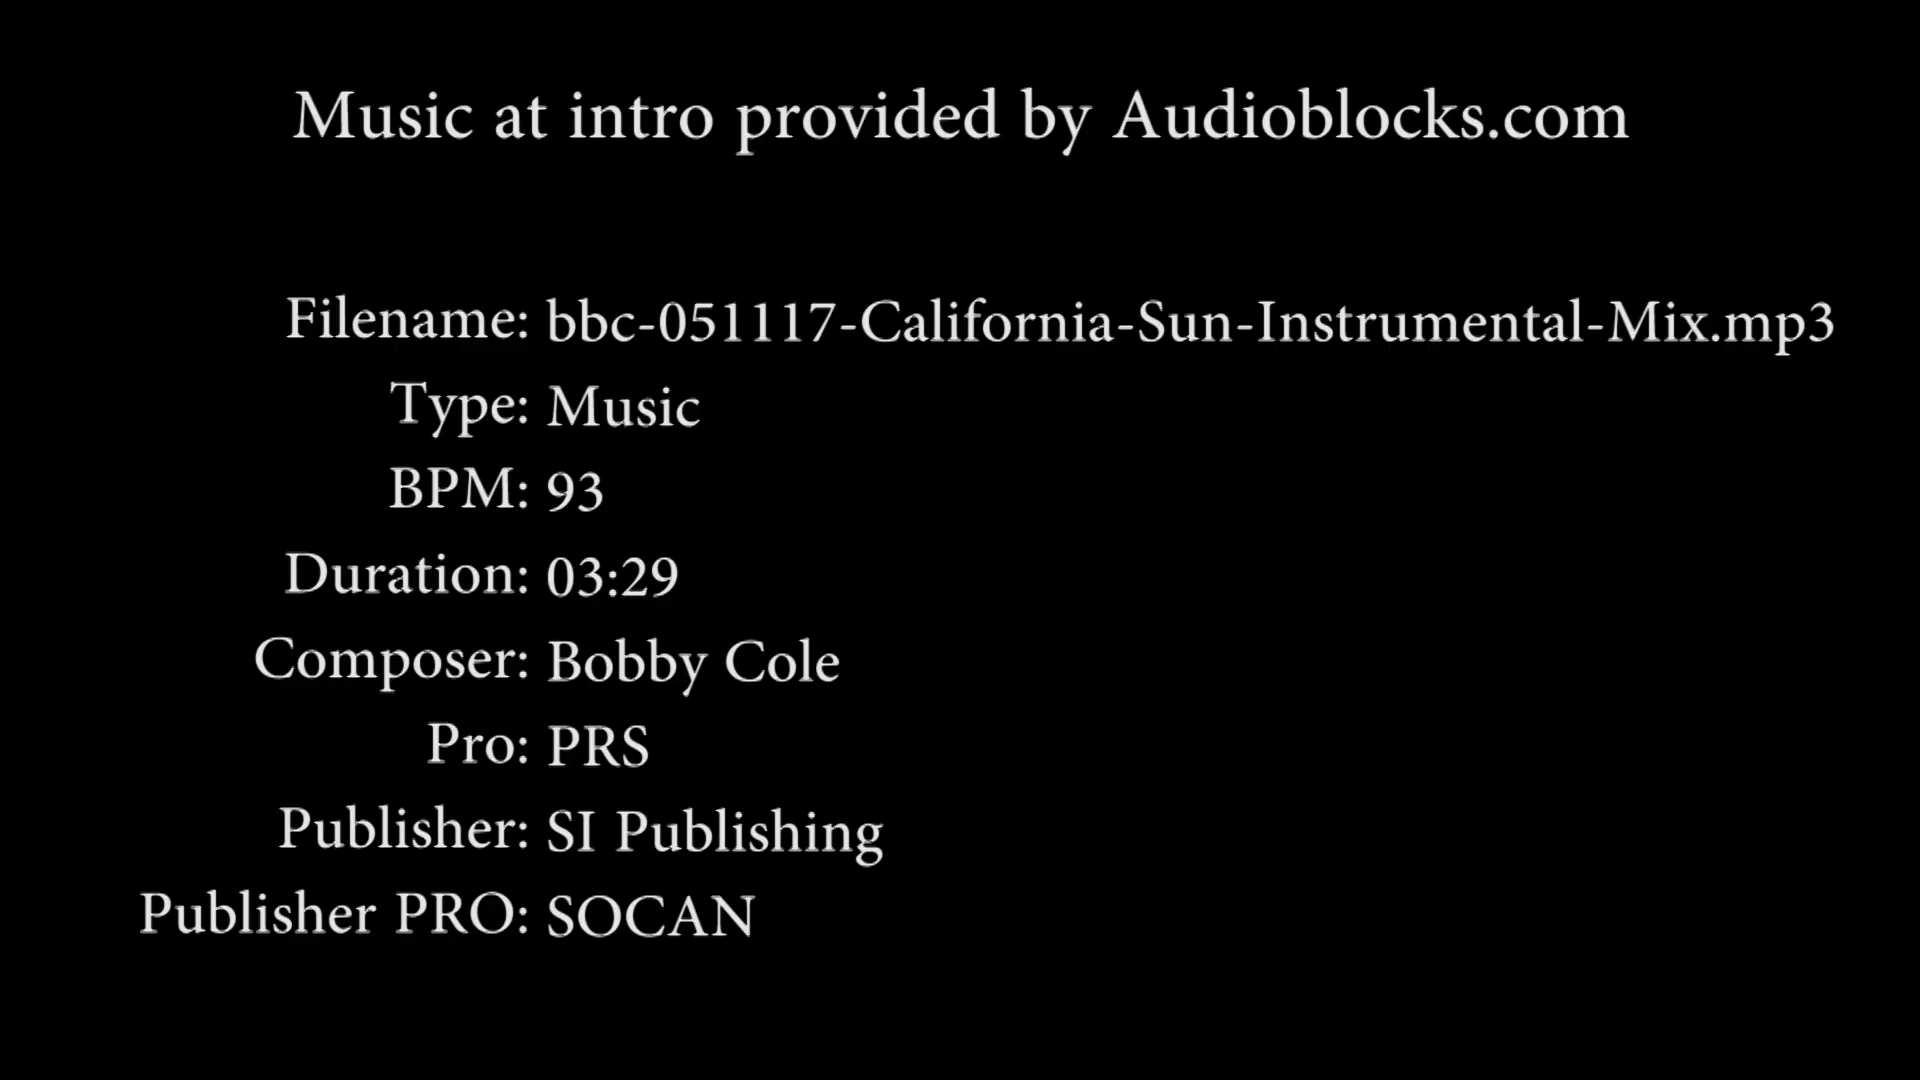 Music at intro provided by Audioblocks.com
Filename: bbc-051117-California-Sun-Instrumental-Mix.mp3
Type: Music
BPM: 93
Duration: 03:29
Composer: Bobby Cole
Pro: PRS
Publisher: SI Publishing
Publisher PRO: SOCAN